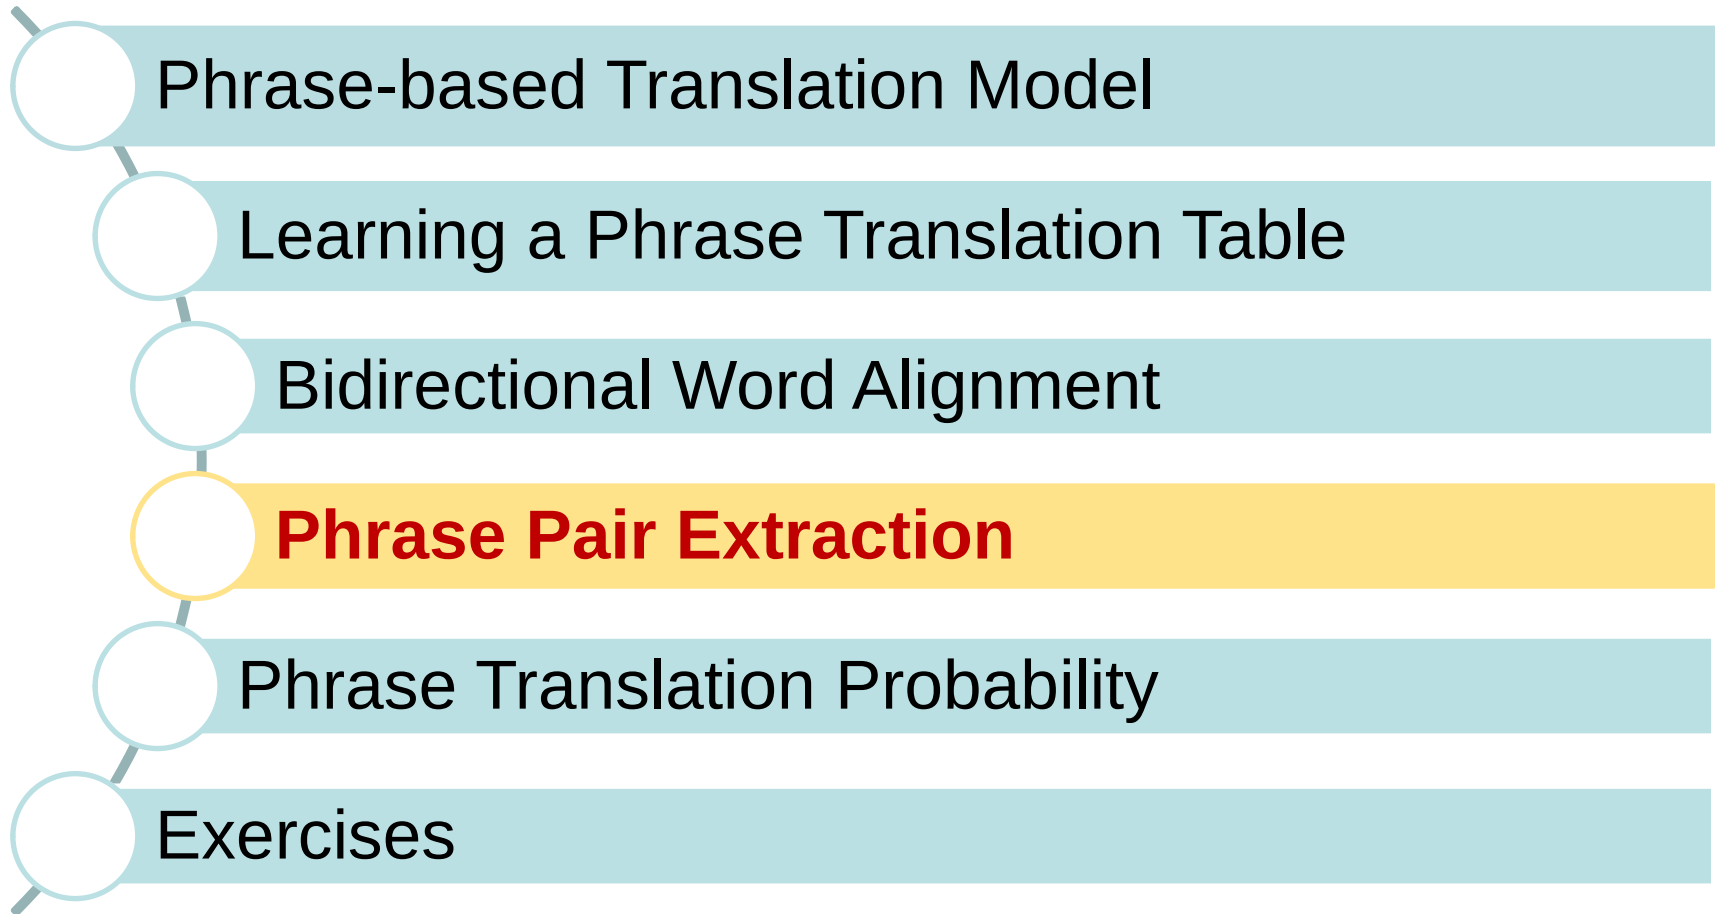 Phrase-based Translation Model
Learning a Phrase Translation Table
Bidirectional Word Alignment
Phrase Pair Extraction
Phrase Translation Probability
Exercises